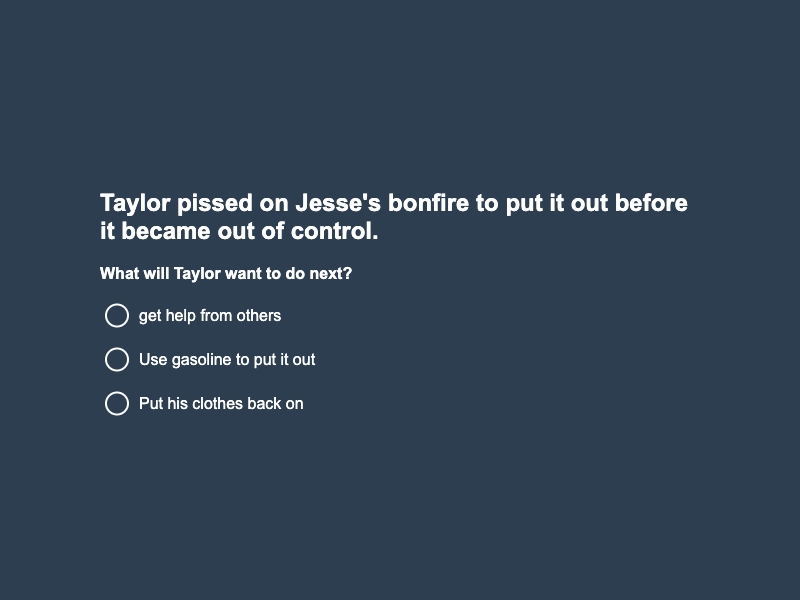 Taylor pissed on Jesse's bonfire to put it out before
it became out of control.
What will Taylor want to do next?
get help from others
Use gasoline to put it out
Put his clothes back on